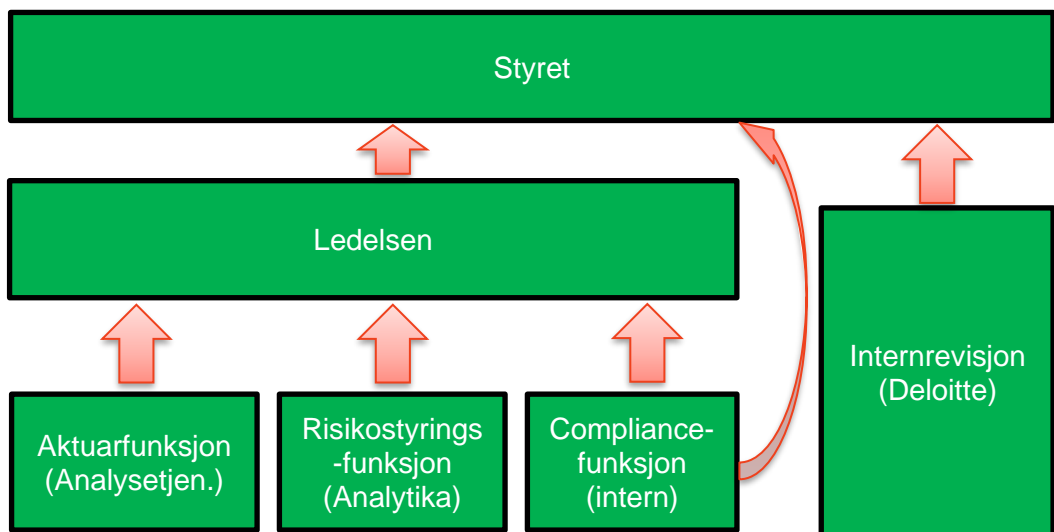 Styret
Ledelsen
Internrevisjon
(Deloitte)
Aktuarfunksjon
(Analysetjen.)
Risikostyrings
-funksjon
(Analytika)
Compliance-
funksjon
(intern)